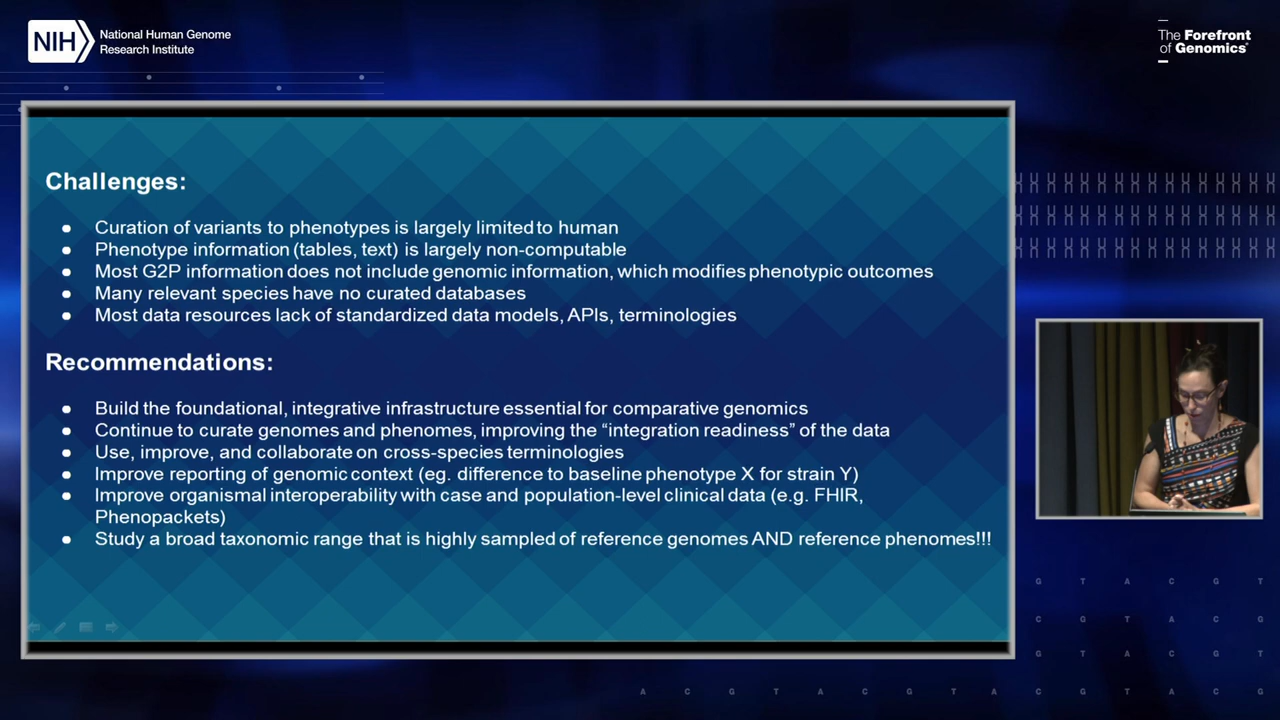 NIH
National Human Genome
Research Institute
The Forefront
of Genomics®
Challenges:
● Curation of variants to phenotypes is largely limited to human
● Phenotype information (tables, text) is largely non-computable
● Most G2P information does not include genomic information, which modifies phenotypic outcomes
● Many relevant species have no curated databases
● Most data resources lack of standardized data models, APIs, terminologies
Recommendations:
● Build the foundational, integrative infrastructure essential for comparative genomics
● Continue to curate genomes and phenomes, improving the “integration readiness” of the data
● Use, improve, and collaborate on cross-species terminologies
● Improve reporting of genomic context (eg. difference to baseline phenotype X for strain Y)
● Improve organismal interoperability with case and population-level clinical data (e.g. FHIR,
Phenopackets)
● Study a broad taxonomic range that is highly sampled of reference genomes AND reference phenomes!!!
G T A C G T
C G T A C G
G T A C G T
A C G T A C G T A C G T A C G